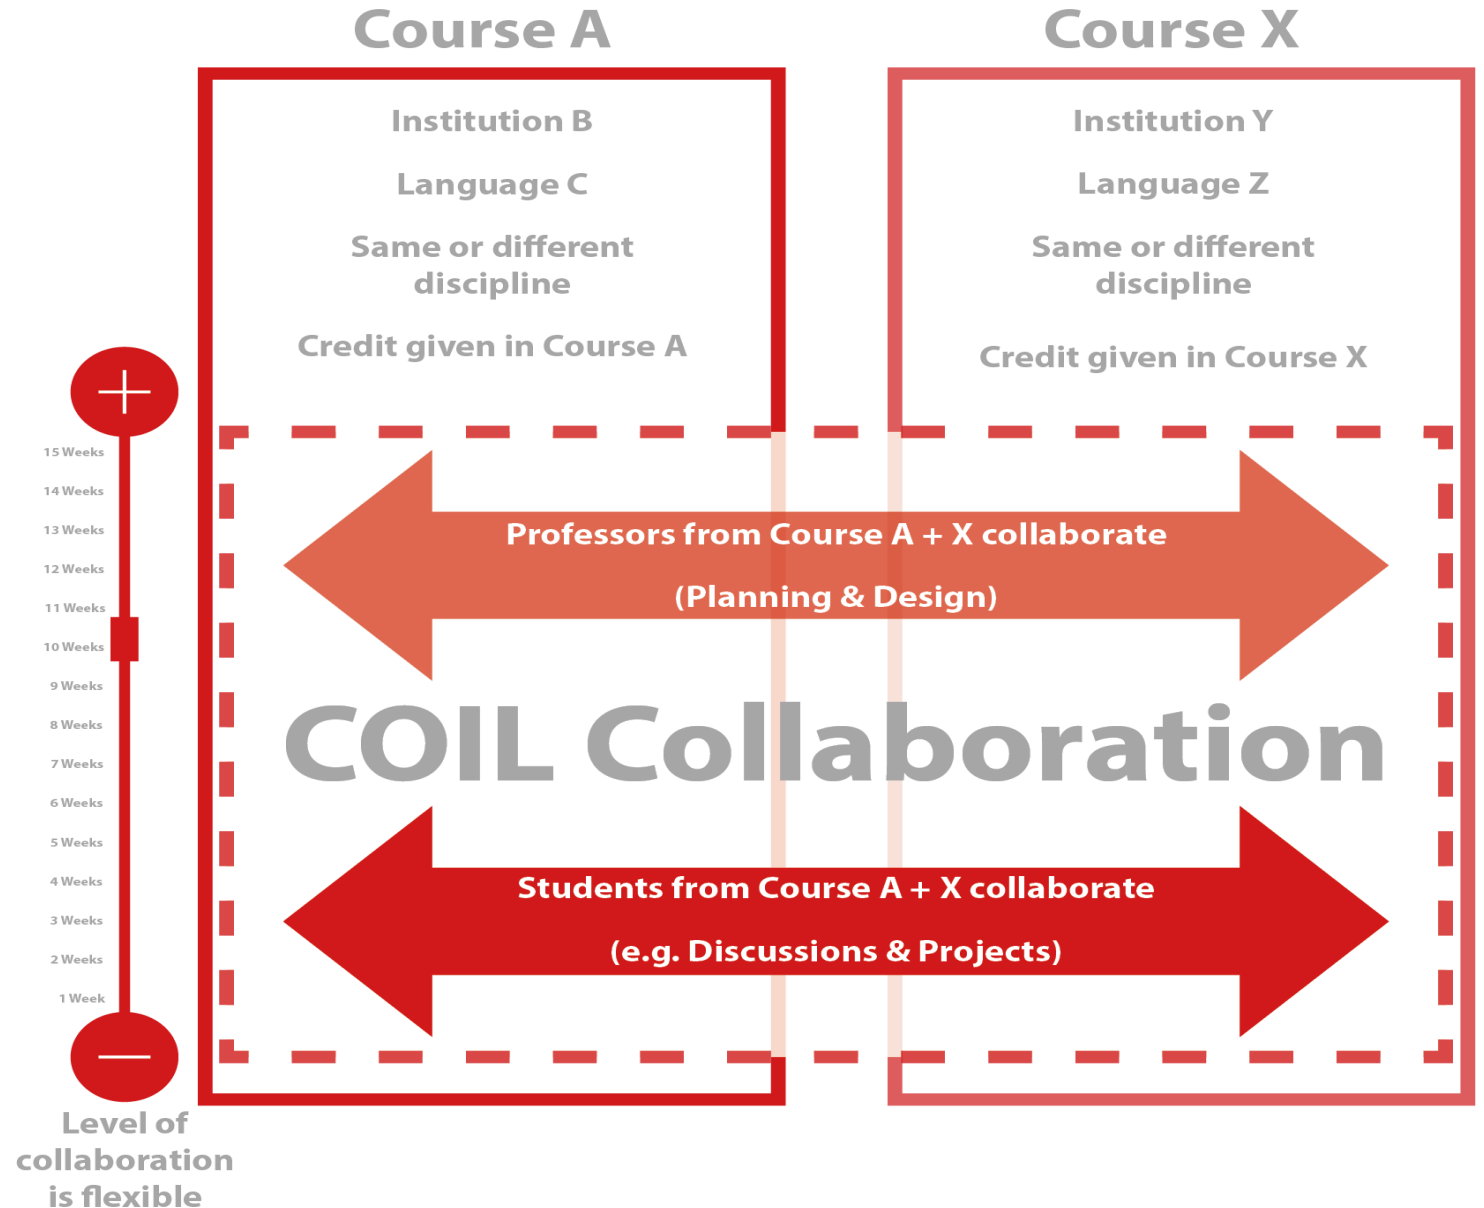 Course A
Course X
Institution B
Language C
Same or different
discipline
Credit given in Course A
Institution Y
Language Z
Same or different
discipline
Credit given in Course X
15 Weeks
14 Weeks
13 Weeks
12 Weeks
11 Weeks
10 Weeks
9 Weeks
8 Weeks
7 Weeks
6 Weeks
5 Weeks
4 Weeks
3 Weeks
2 Weeks
1 Week
Level of
collaboration
is flexible
Professors from Course A + X collaborate
(Planning & Design)
COIL Collaboration
Students from Course A + X collaborate
(e.g. Discussions & Projects)